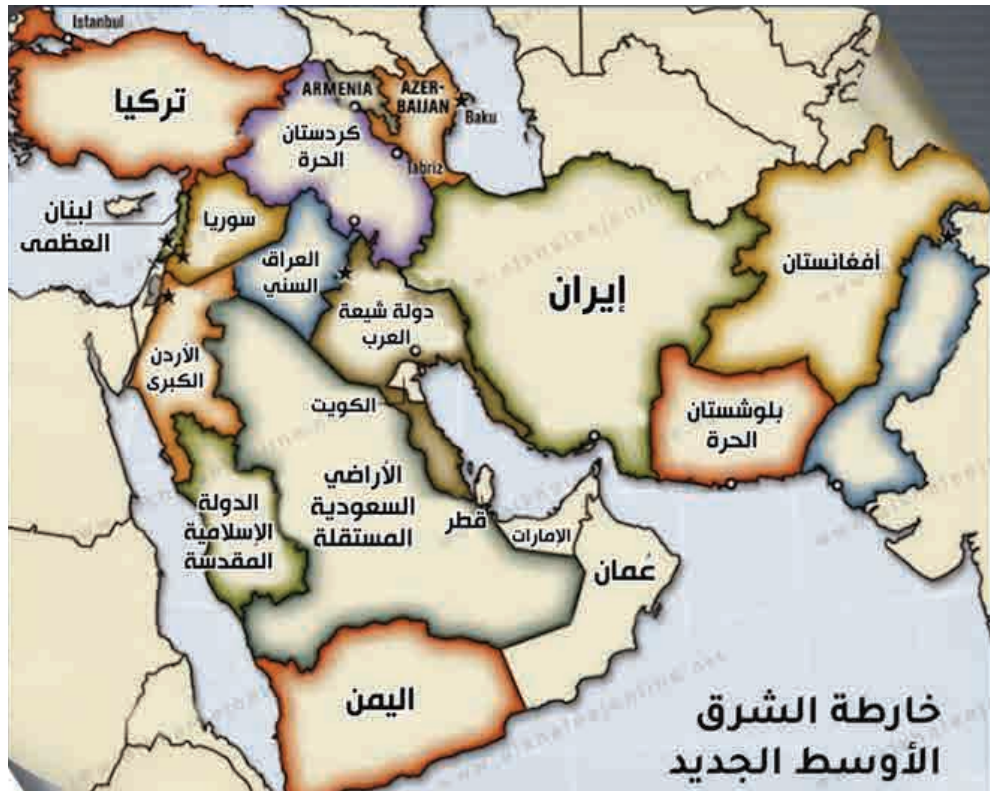 Istanbul
تركيا
ARMENIA
AZER-
BAIJAN
Baku
كردستان
الحرة
Tabriz
لبنان
العظمى
سوريا
العراق
السني
أفغانستان
إيران
دولة شيعة
العرب
الأردن
الكبرى
الكويت
بلوشستان
الحرة
الأراضي
السعودية
المستقلة
الدولة
الإسلامية
المقدسة
قطر
الامارات
عُمان
اليمن
خارطة الشرق
الأوسط الجديد